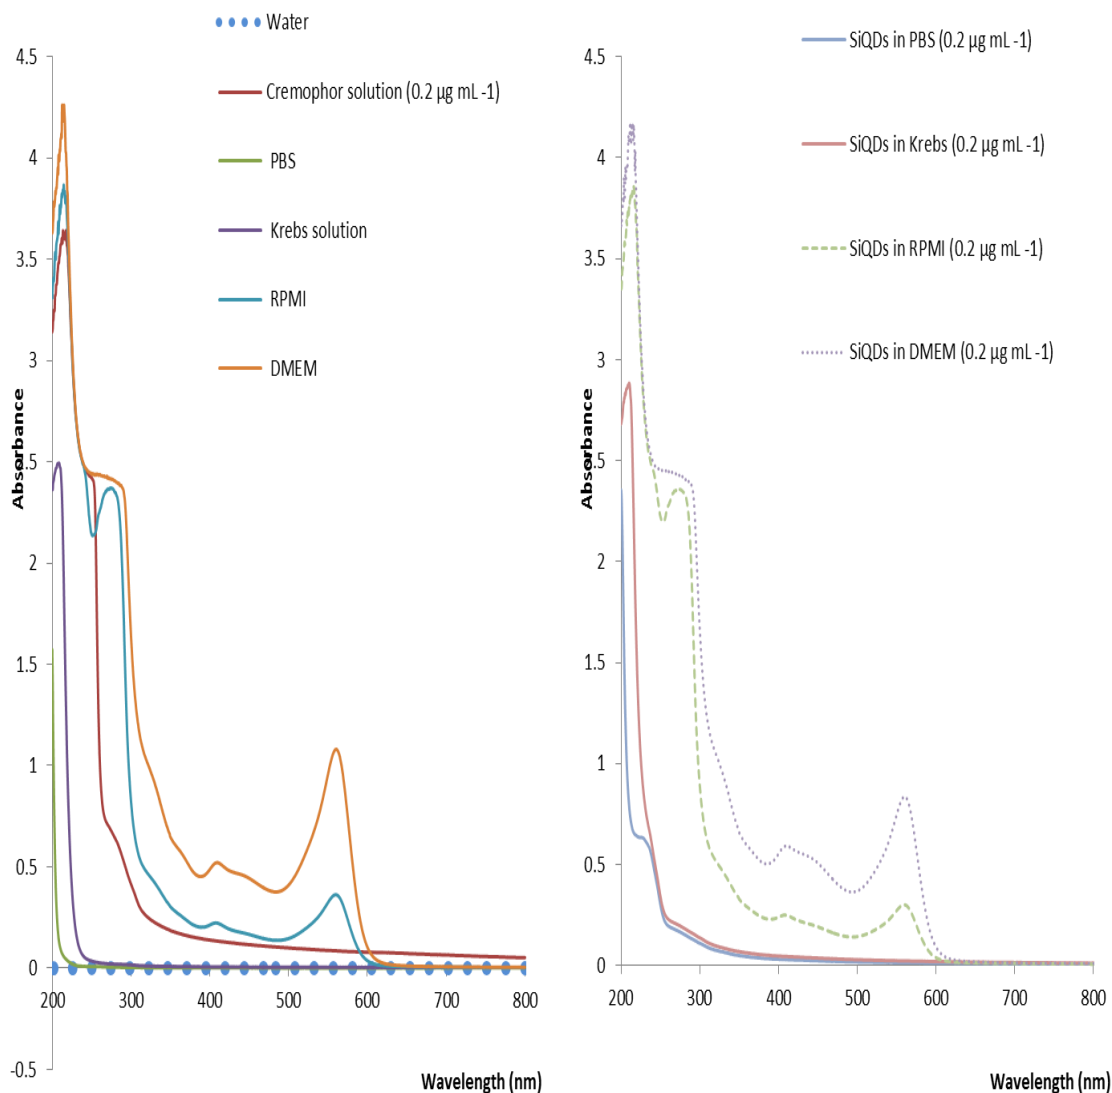 Water
Cremophor solution (0.2 µg mL -1)
PBS
Krebs solution
RPMI
DMEM
4.5
4
3.5
3
2.5
2
1.5
1
0.5
0
-0.5
Absorbance
200 300 400 500 600 700 800
Wavelength (nm)
SiQDs in PBS (0.2 µg mL -1)
SiQDs in Krebs (0.2 µg mL -1)
SiQDs in RPMI (0.2 µg mL -1)
SiQDs in DMEM (0.2 µg mL -1)
4.5
4
3.5
3
2.5
2
1.5
1
0.5
0
Absorbance
200 300 400 500 600 700 800
Wavelength (nm)